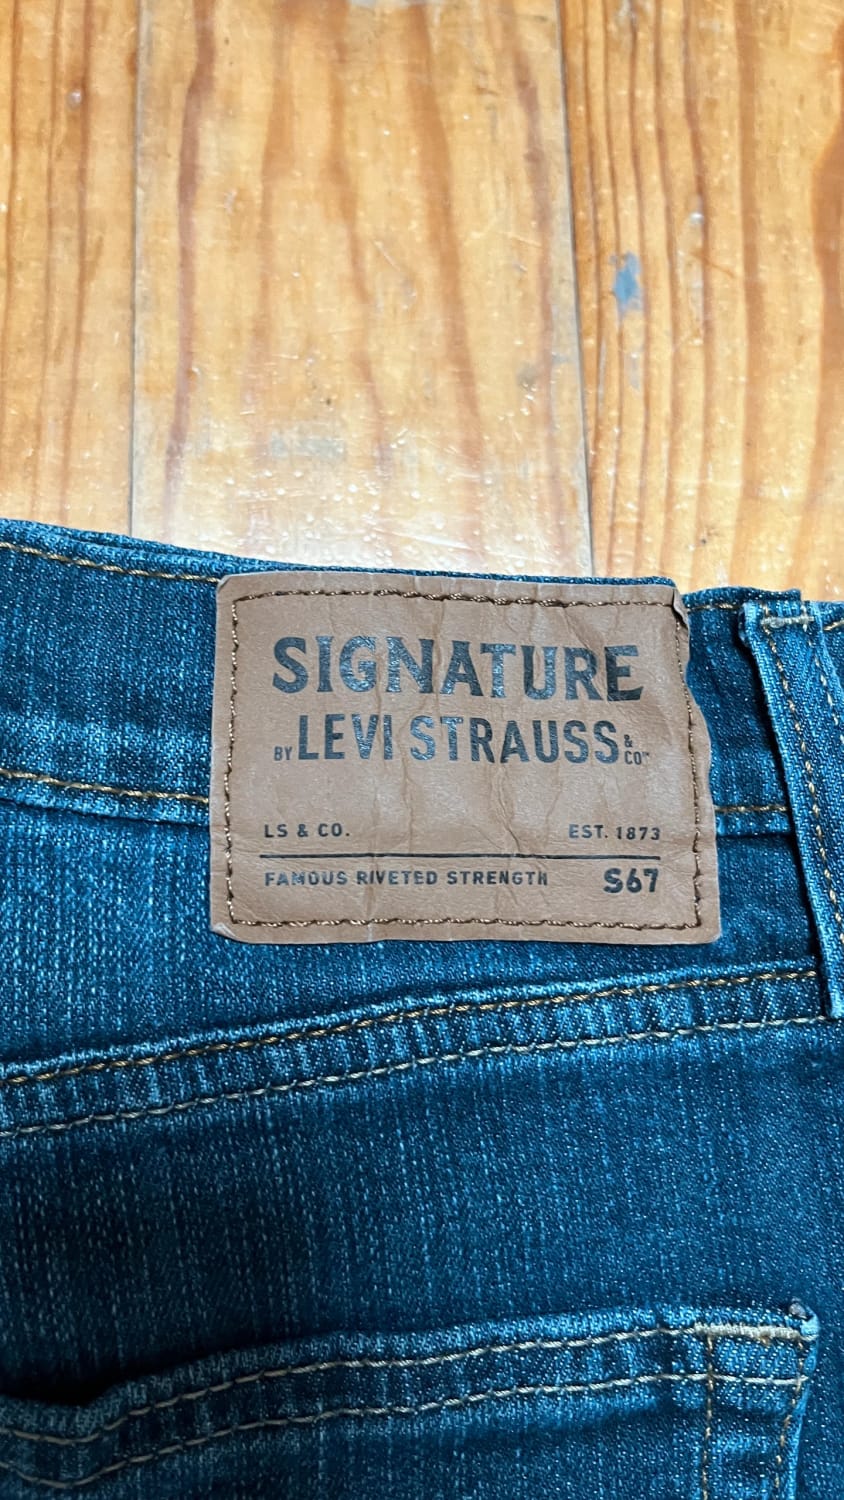 SIGNATURE
BY LEVI STRAUSS & CO™
LS & CO. EST. 1873
FAMOUS RIVETED STRENGTH S67